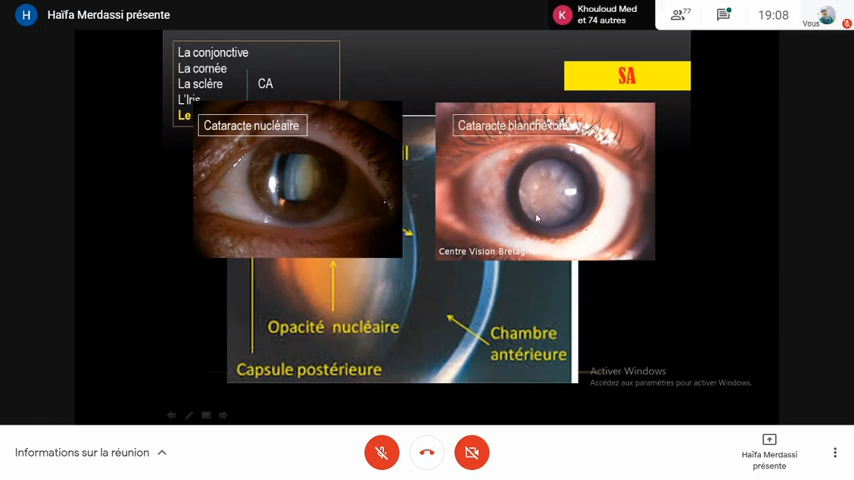 H Haïfa Merdassi présente
K Khouloud Med
et 74 autres
77
19:08
Vous
La conjonctive
La cornée
La sclère
CA
L'Iris
Le
SA
Cataracte nucléaire
Cataracte blanche
Centre Vision Bretagne
Opacité nucléaire
Chambre
antérieure
Capsule postérieure
Activer Windows
Accédez aux paramètres pour activer Windows.
Informations sur la réunion
Haïfa Merdassi
présente